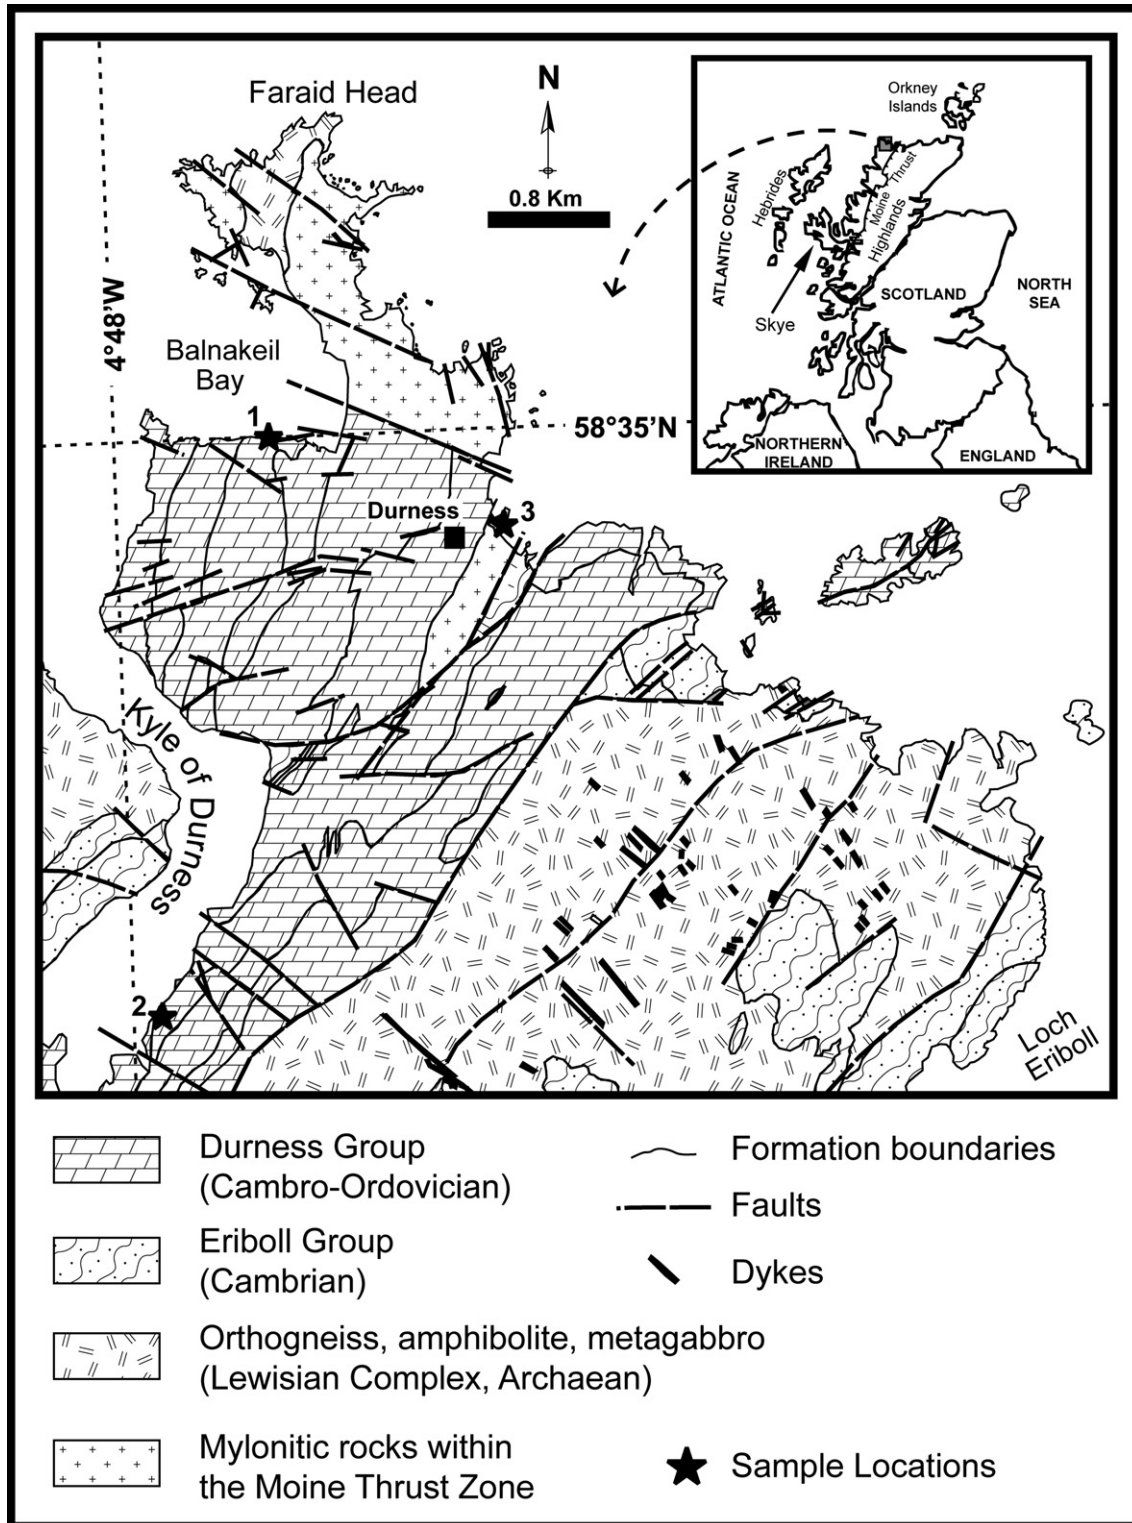 Faraid Head
N
0.8 Km
4°48'W
Balnakeil
Bay
1
58°35'N
Durness
3
Kyle of Durness
2
Loch
Eriboll
Orkney
Islands
ATLANTIC OCEAN
Hebrides
Moine Thrust
Highlands
SCOTLAND
NORTH
SEA
Skye
NORTHERN
IRELAND
ENGLAND
Durness Group
(Cambro-Ordovician)
Eriboll Group
(Cambrian)
Orthogneiss, amphibolite, metagabbro
(Lewisian Complex, Archaean)
Mylonitic rocks within
the Moine Thrust Zone
Formation boundaries
Faults
Dykes
Sample Locations